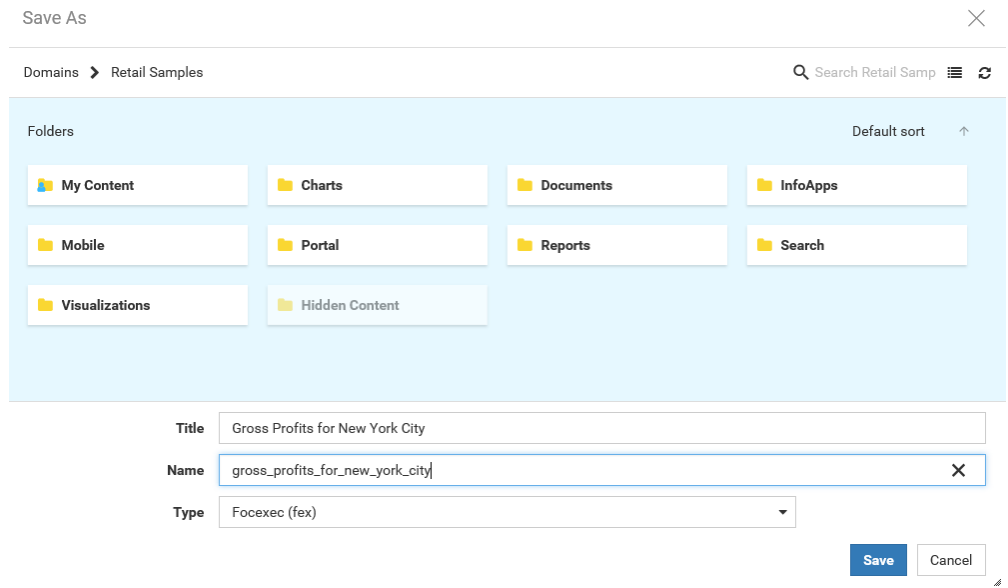 Save As
Domains Retail Samples
Search Retail Samp
Folders
Default sort
My Content
Charts
Documents
InfoApps
Mobile
Portal
Reports
Search
Visualizations
Hidden Content
Title Gross Profits for New York City
Name gross_profits_for_new_york_city
Type Focexec (fex)
Save Cancel